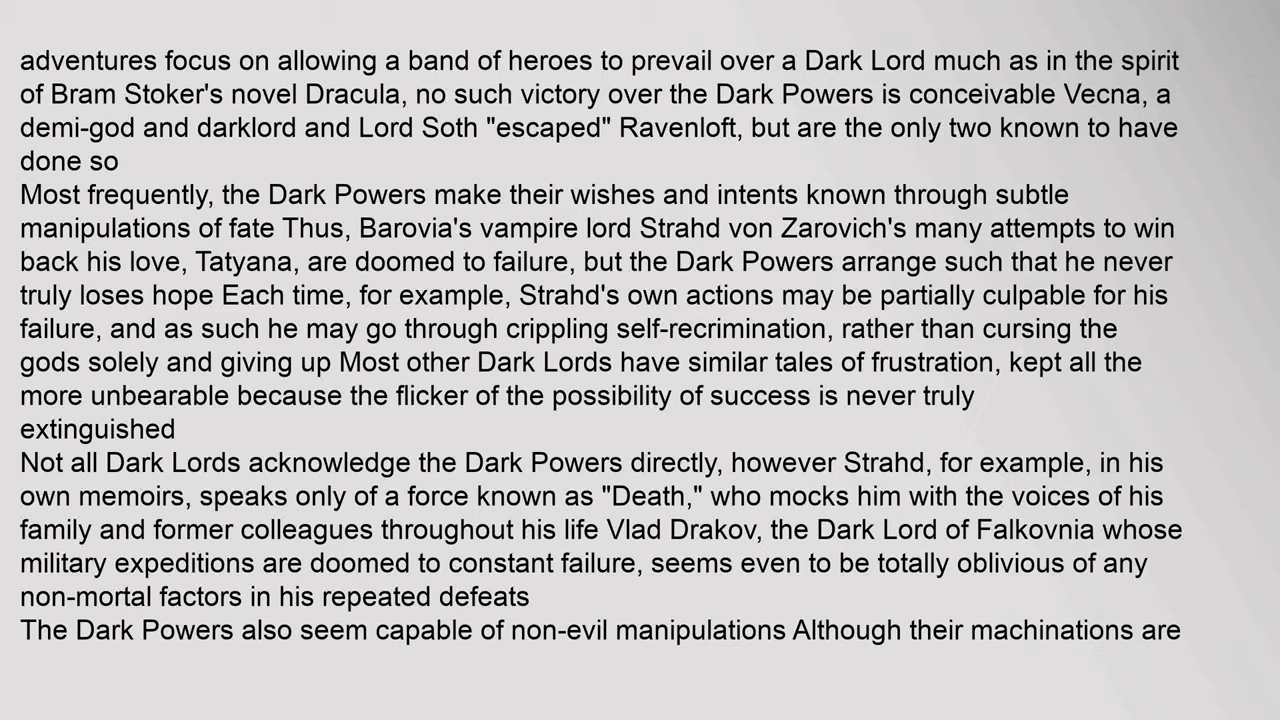 adventures focus on allowing a band of heroes to prevail over a Dark Lord much as in the spirit
of Bram Stoker's novel Dracula, no such victory over the Dark Powers is conceivable Vecna, a
demi-god and darklord and Lord Soth "escaped" Ravenloft, but are the only two known to have
done so
Most frequently, the Dark Powers make their wishes and intents known through subtle
manipulations of fate Thus, Barovia's vampire lord Strahd von Zarovich's many attempts to win
back his love, Tatyana, are doomed to failure, but the Dark Powers arrange such that he never
truly loses hope Each time, for example, Strahd's own actions may be partially culpable for his
failure, and as such he may go through crippling self-recrimination, rather than cursing the
gods solely and giving up Most other Dark Lords have similar tales of frustration, kept all the
more unbearable because the flicker of the possibility of success is never truly
extinguished
Not all Dark Lords acknowledge the Dark Powers directly, however Strahd, for example, in his
own memoirs, speaks only of a force known as "Death," who mocks him with the voices of his
family and former colleagues throughout his life Vlad Drakov, the Dark Lord of Falkovnia whose
military expeditions are doomed to constant failure, seems even to be totally oblivious of any
non-mortal factors in his repeated defeats
The Dark Powers also seem capable of non-evil manipulations Although their machinations are